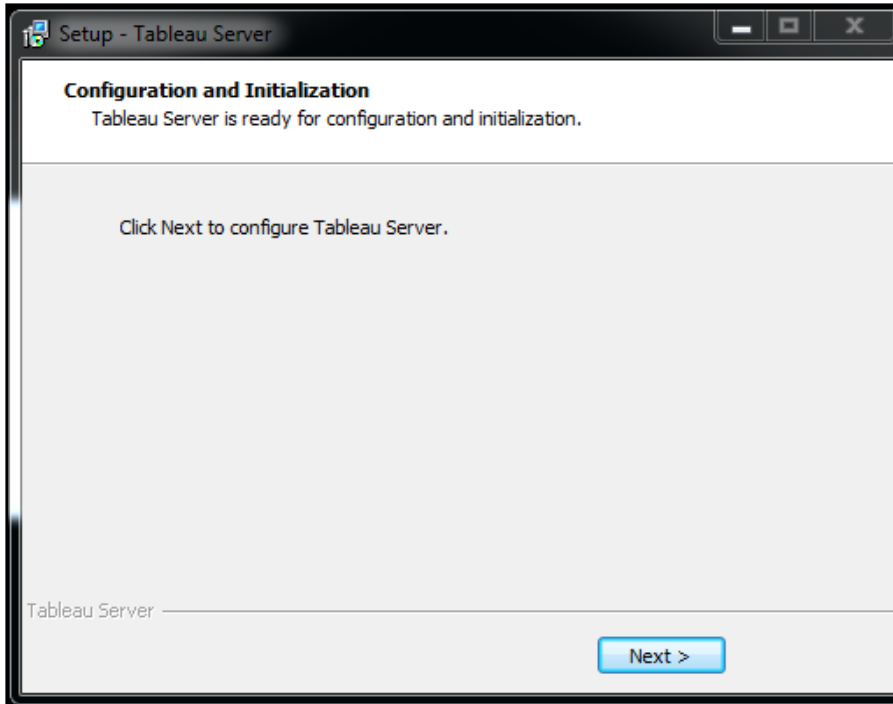 Setup - Tableau Server
Configuration and Initialization
Tableau Server is ready for configuration and initialization.
Click Next to configure Tableau Server.
Tableau Server
Next >